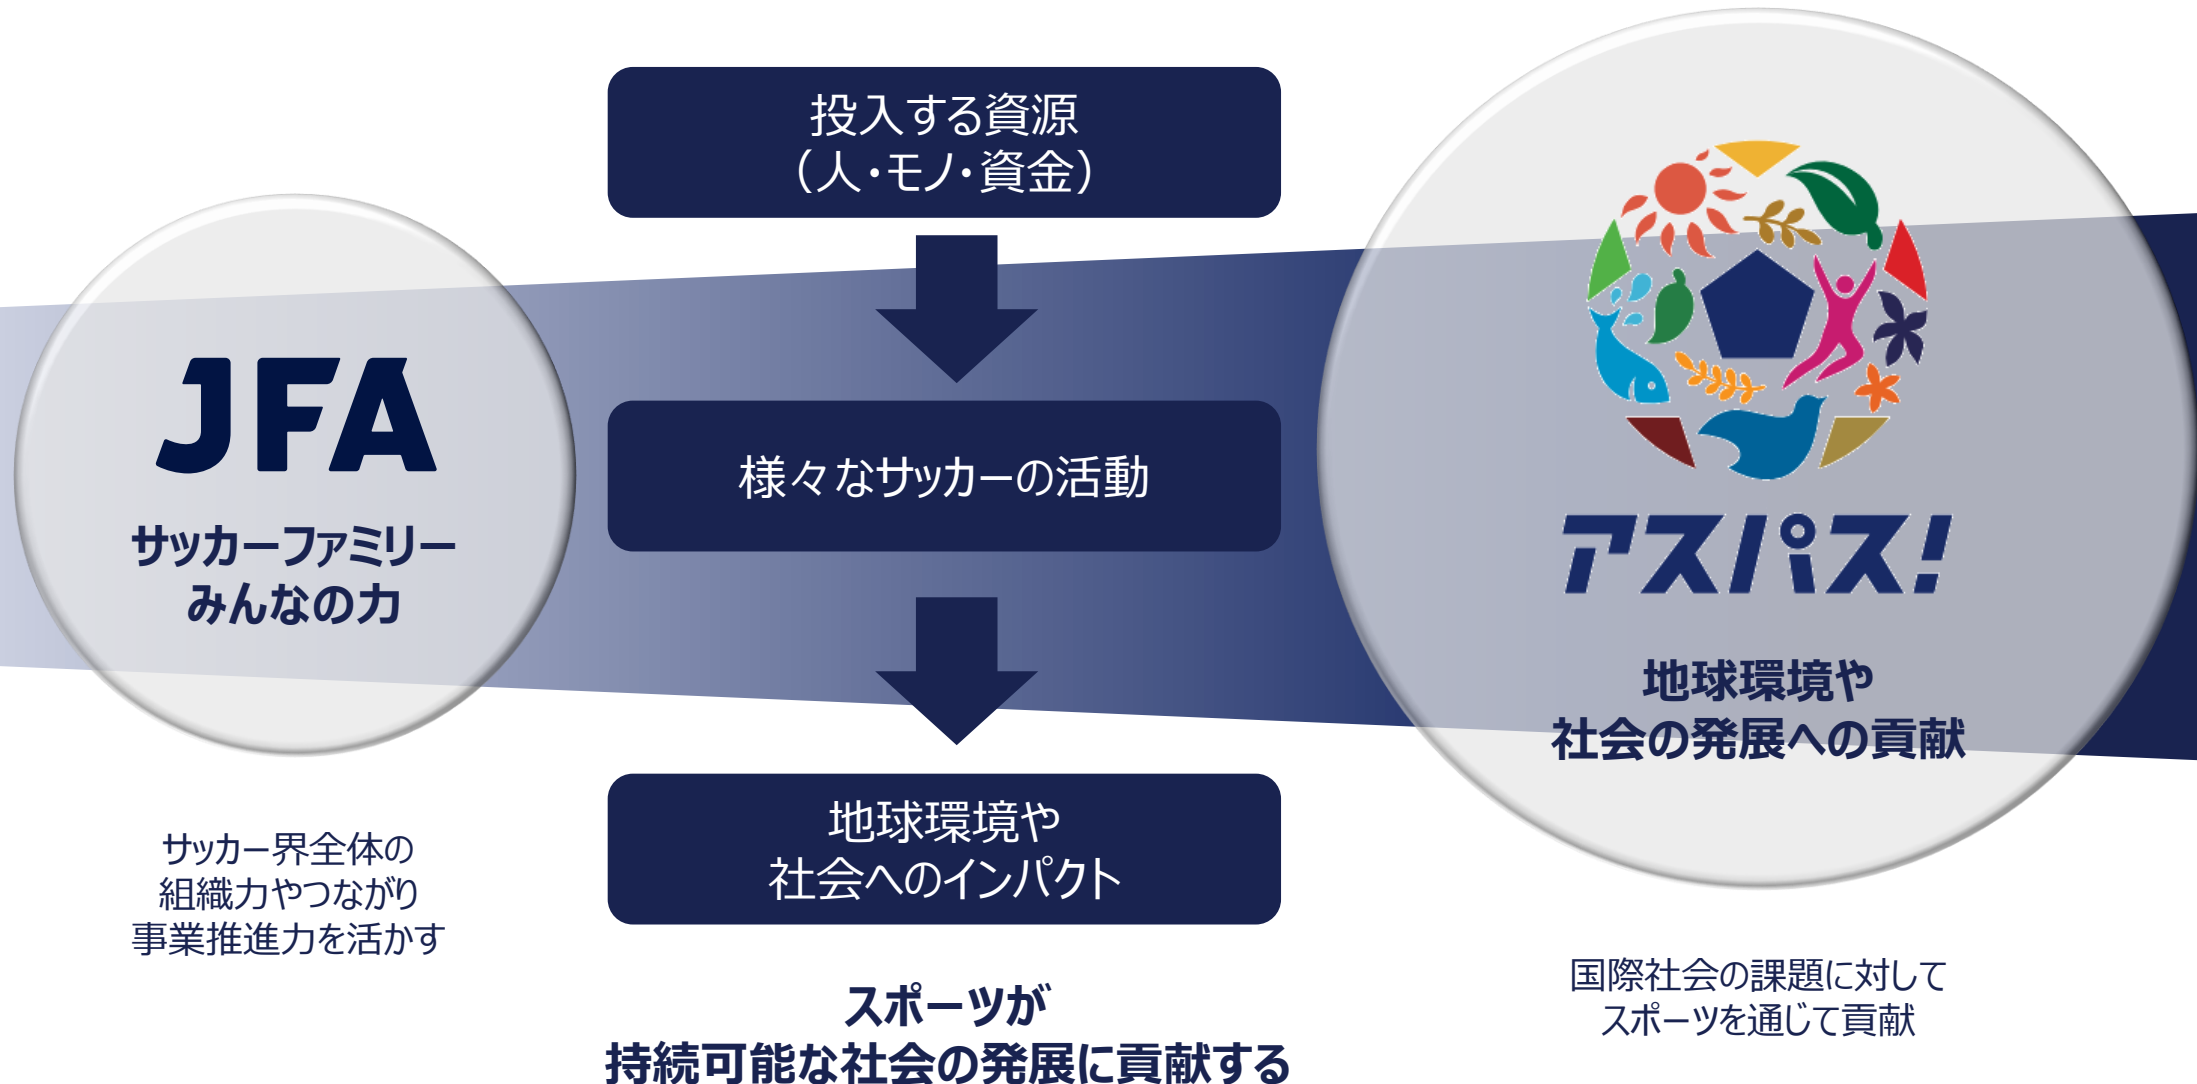 JFA
サッカーファミリー
みんなの力
サッカー界全体の
組織力やつながり
事業推進力を活かす
投入する資源
（人・モノ・資金）
様々なサッカーの活動
地球環境や
社会へのインパクト
スポーツが
持続可能な社会の発展に貢献する
アスパス!
地球環境や
社会の発展への貢献
国際社会の課題に対して
スポーツを通じて貢献